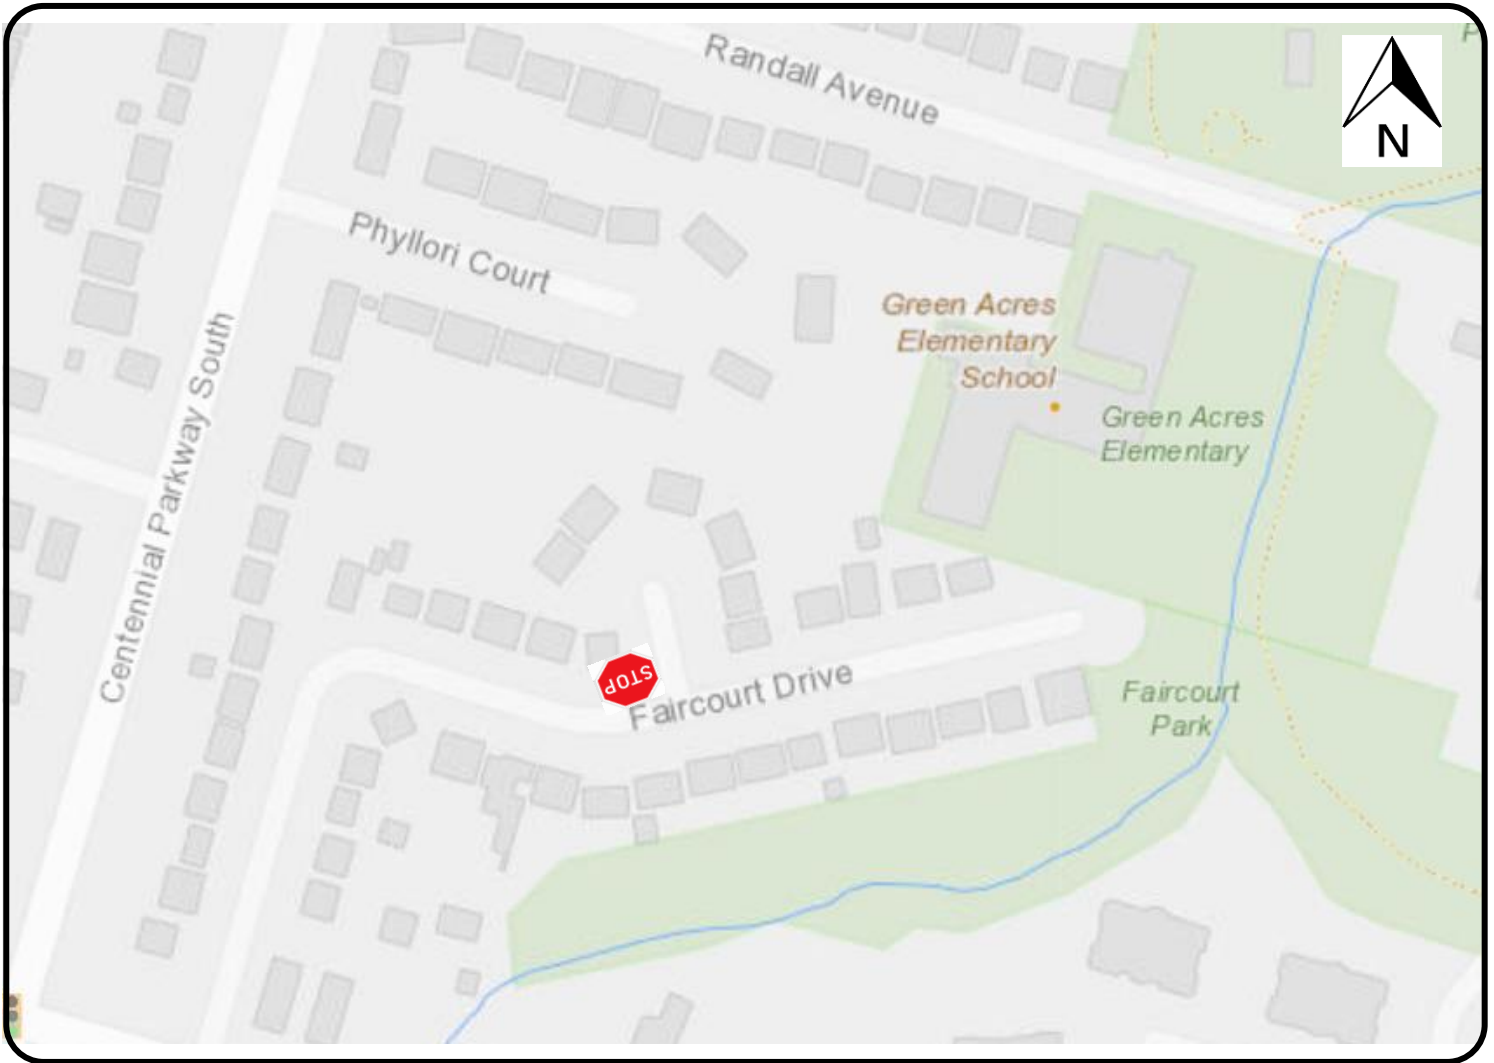 Randall Avenue
P
N
Phyllori Court
Green Acres
Elementary
School
Centennial Parkway South
Green Acres
Elementary
STOP
Faircourt Drive
Faircourt
Park